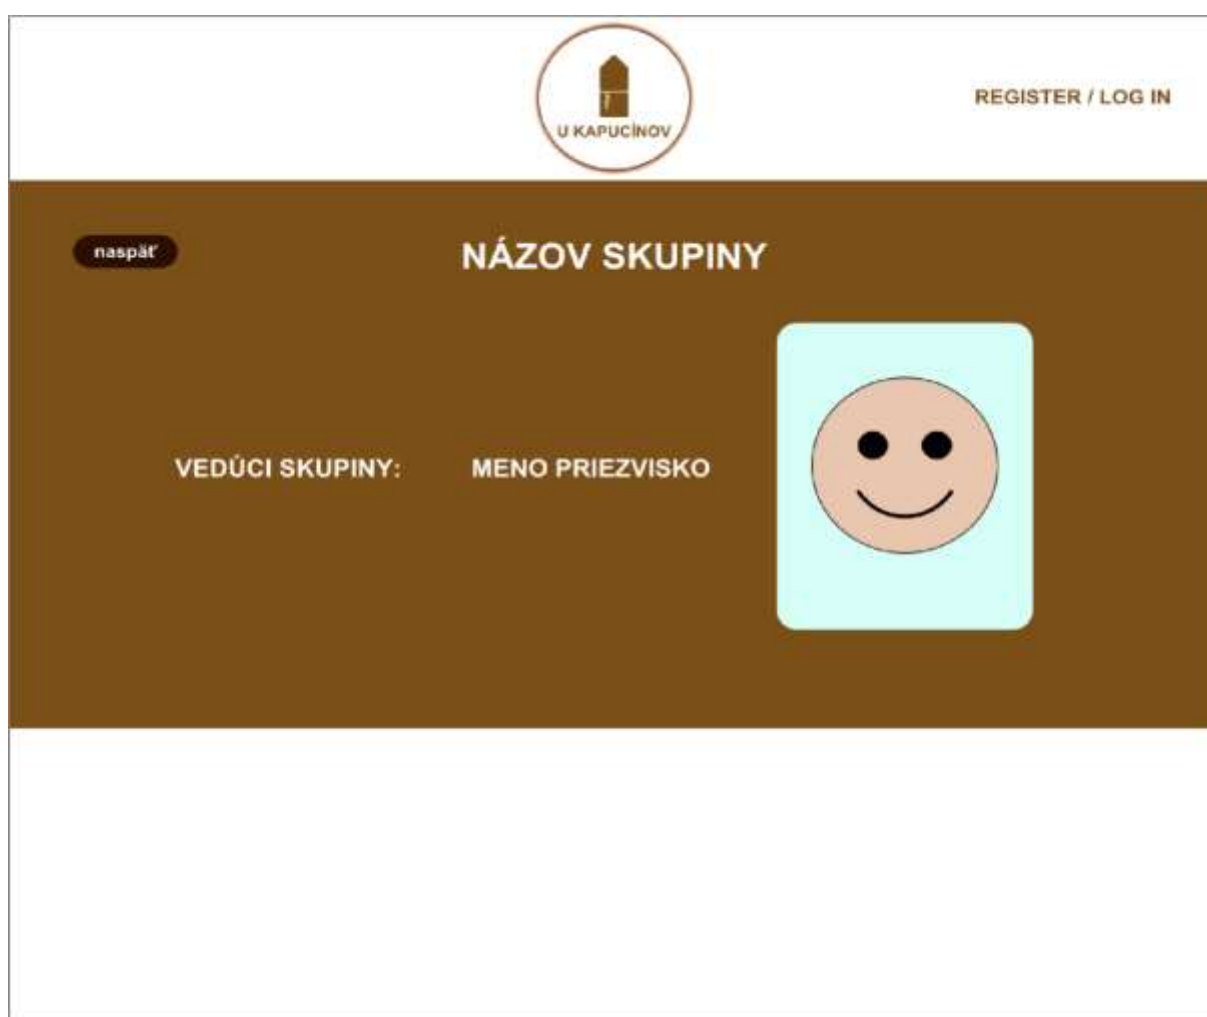 U KAPUCÍNOV
REGISTER / LOG IN
naspäť
NÁZOV SKUPINY
VEDÚCI SKUPINY:
MENO PRIEZVISKO